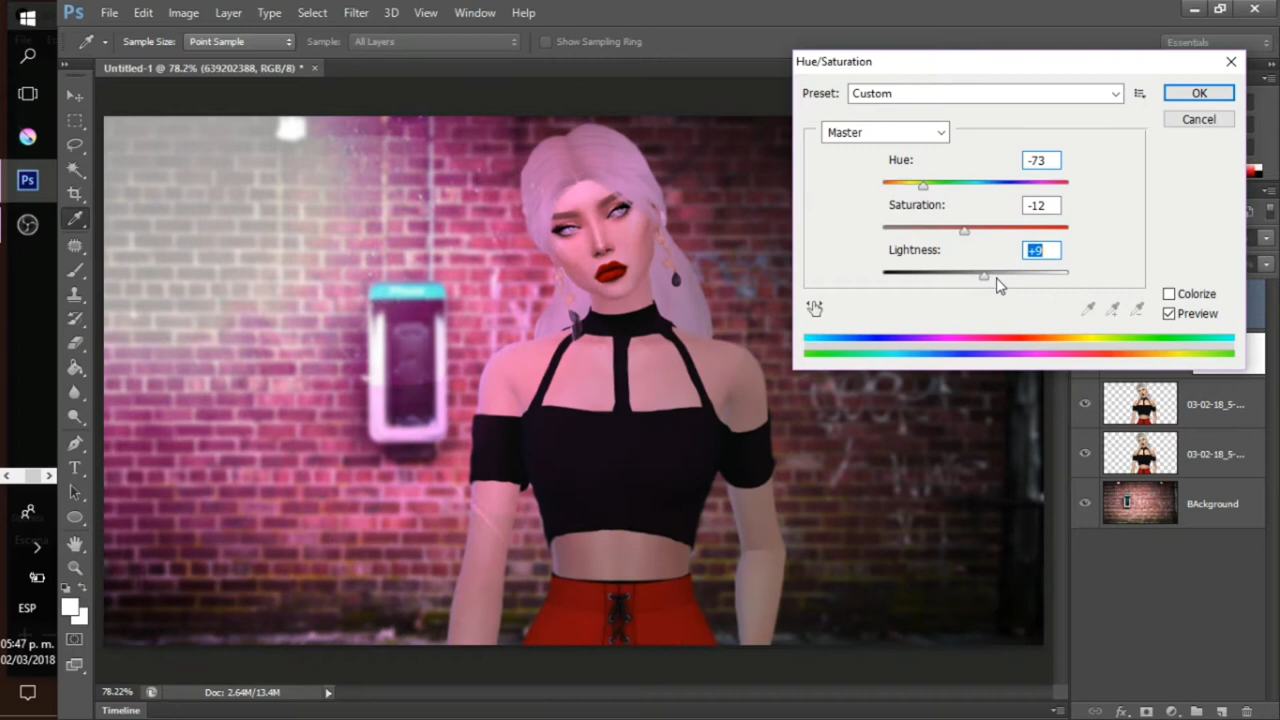 Ps File Edit Image Layer Type Select Filter 3D View Window Help
Sample Size: Point Sample Sample: All Layers Show Sampling Ring Essentials
Untitled-1 @ 78.2% (639202388, RGB/8) * ×
Hue/Saturation
Preset: Custom OK
Cancel
Master
Hue: -73
Saturation: -12
Lightness: +9
Colorize
Preview
Ps
T
03-02-18_5-...
03-02-18_5-...
BAckground
ESP
05:47 p. m.
02/03/2018
78.22% Doc: 2.64M/13.4M
Timeline
fx